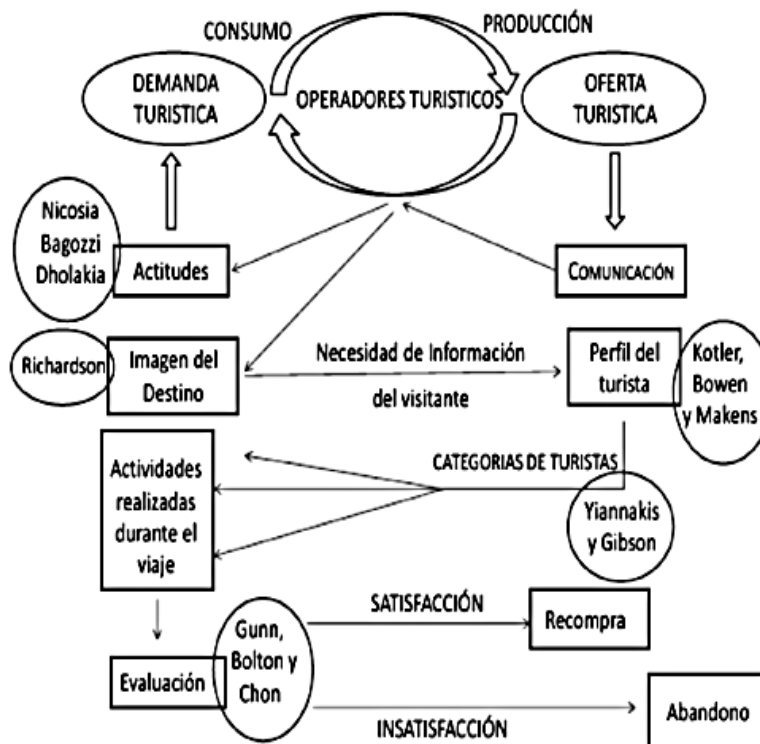 CONSUMO
PRODUCCIÓN
DEMANDA
TURISTICA
OPERADORES TURISTICOS
OFERTA
TURISTICA
Nicosia
Bagozzi
Dholakia
Actitudes
COMUNICACIÓN
Richardson
Imagen del
Destino
Necesidad de Información
del visitante
Perfil del
turista
Kotler,
Bowen
y Makens
Actividades
realizadas
durante el
viaje
CATEGORIAS DE TURISTAS
Yiannakis
y Gibson
Evaluación
Gunn,
Bolton y
Chon
SATISFACCIÓN
Recompra
INSATISFACCIÓN
Abandono